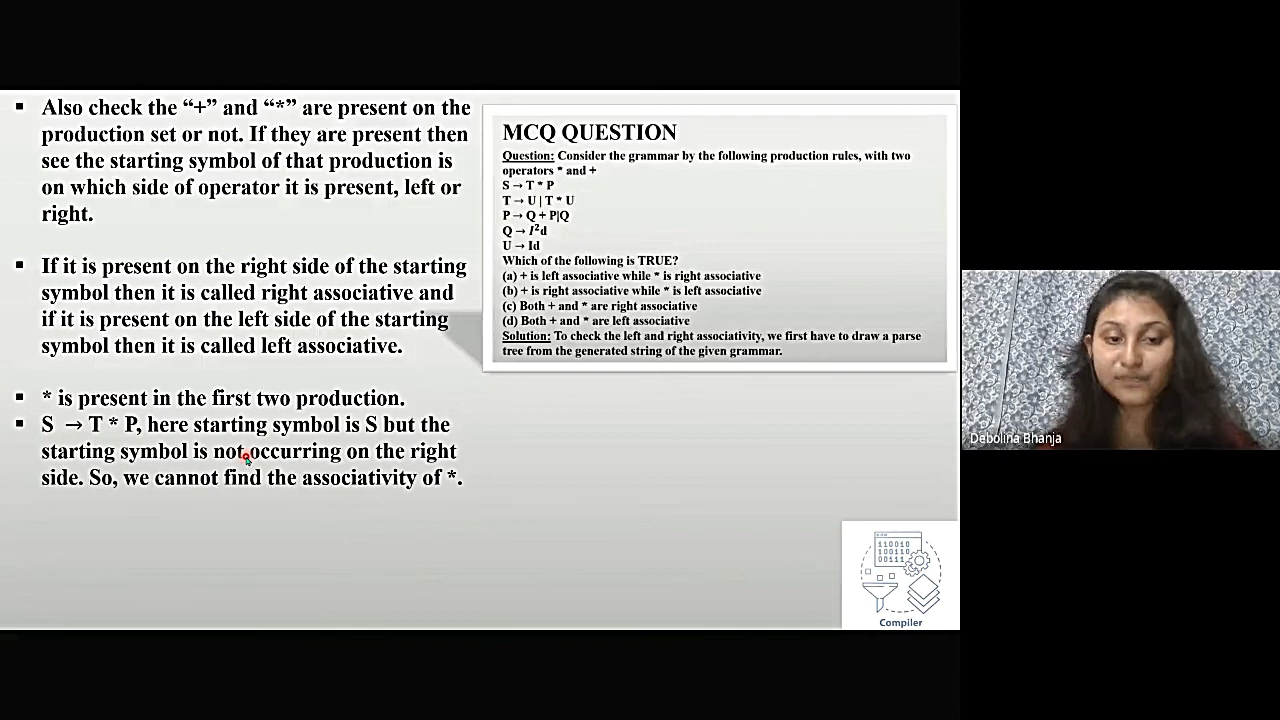 ▪ Also check the “+” and “*” are present on the
production set or not. If they are present then
see the starting symbol of that production is
on which side of operator it is present, left or
right.
▪ If it is present on the right side of the starting
symbol then it is called right associative and
if it is present on the left side of the starting
symbol then it is called left associative.
▪ * is present in the first two production.
▪ S → T * P, here starting symbol is S but the
starting symbol is not occurring on the right
side. So, we cannot find the associativity of *.
MCQ QUESTION
Question: Consider the grammar by the following production rules, with two
operators * and +
S → T * P
T → U | T * U
P → Q + P|Q
Q → I²d
U → Id
Which of the following is TRUE?
(a) + is left associative while * is right associative
(b) + is right associative while * is left associative
(c) Both + and * are right associative
(d) Both + and * are left associative
Solution: To check the left and right associativity, we first have to draw a parse
tree from the generated string of the given grammar.
110010
100110
00111
Compiler
Debolina Bhanja